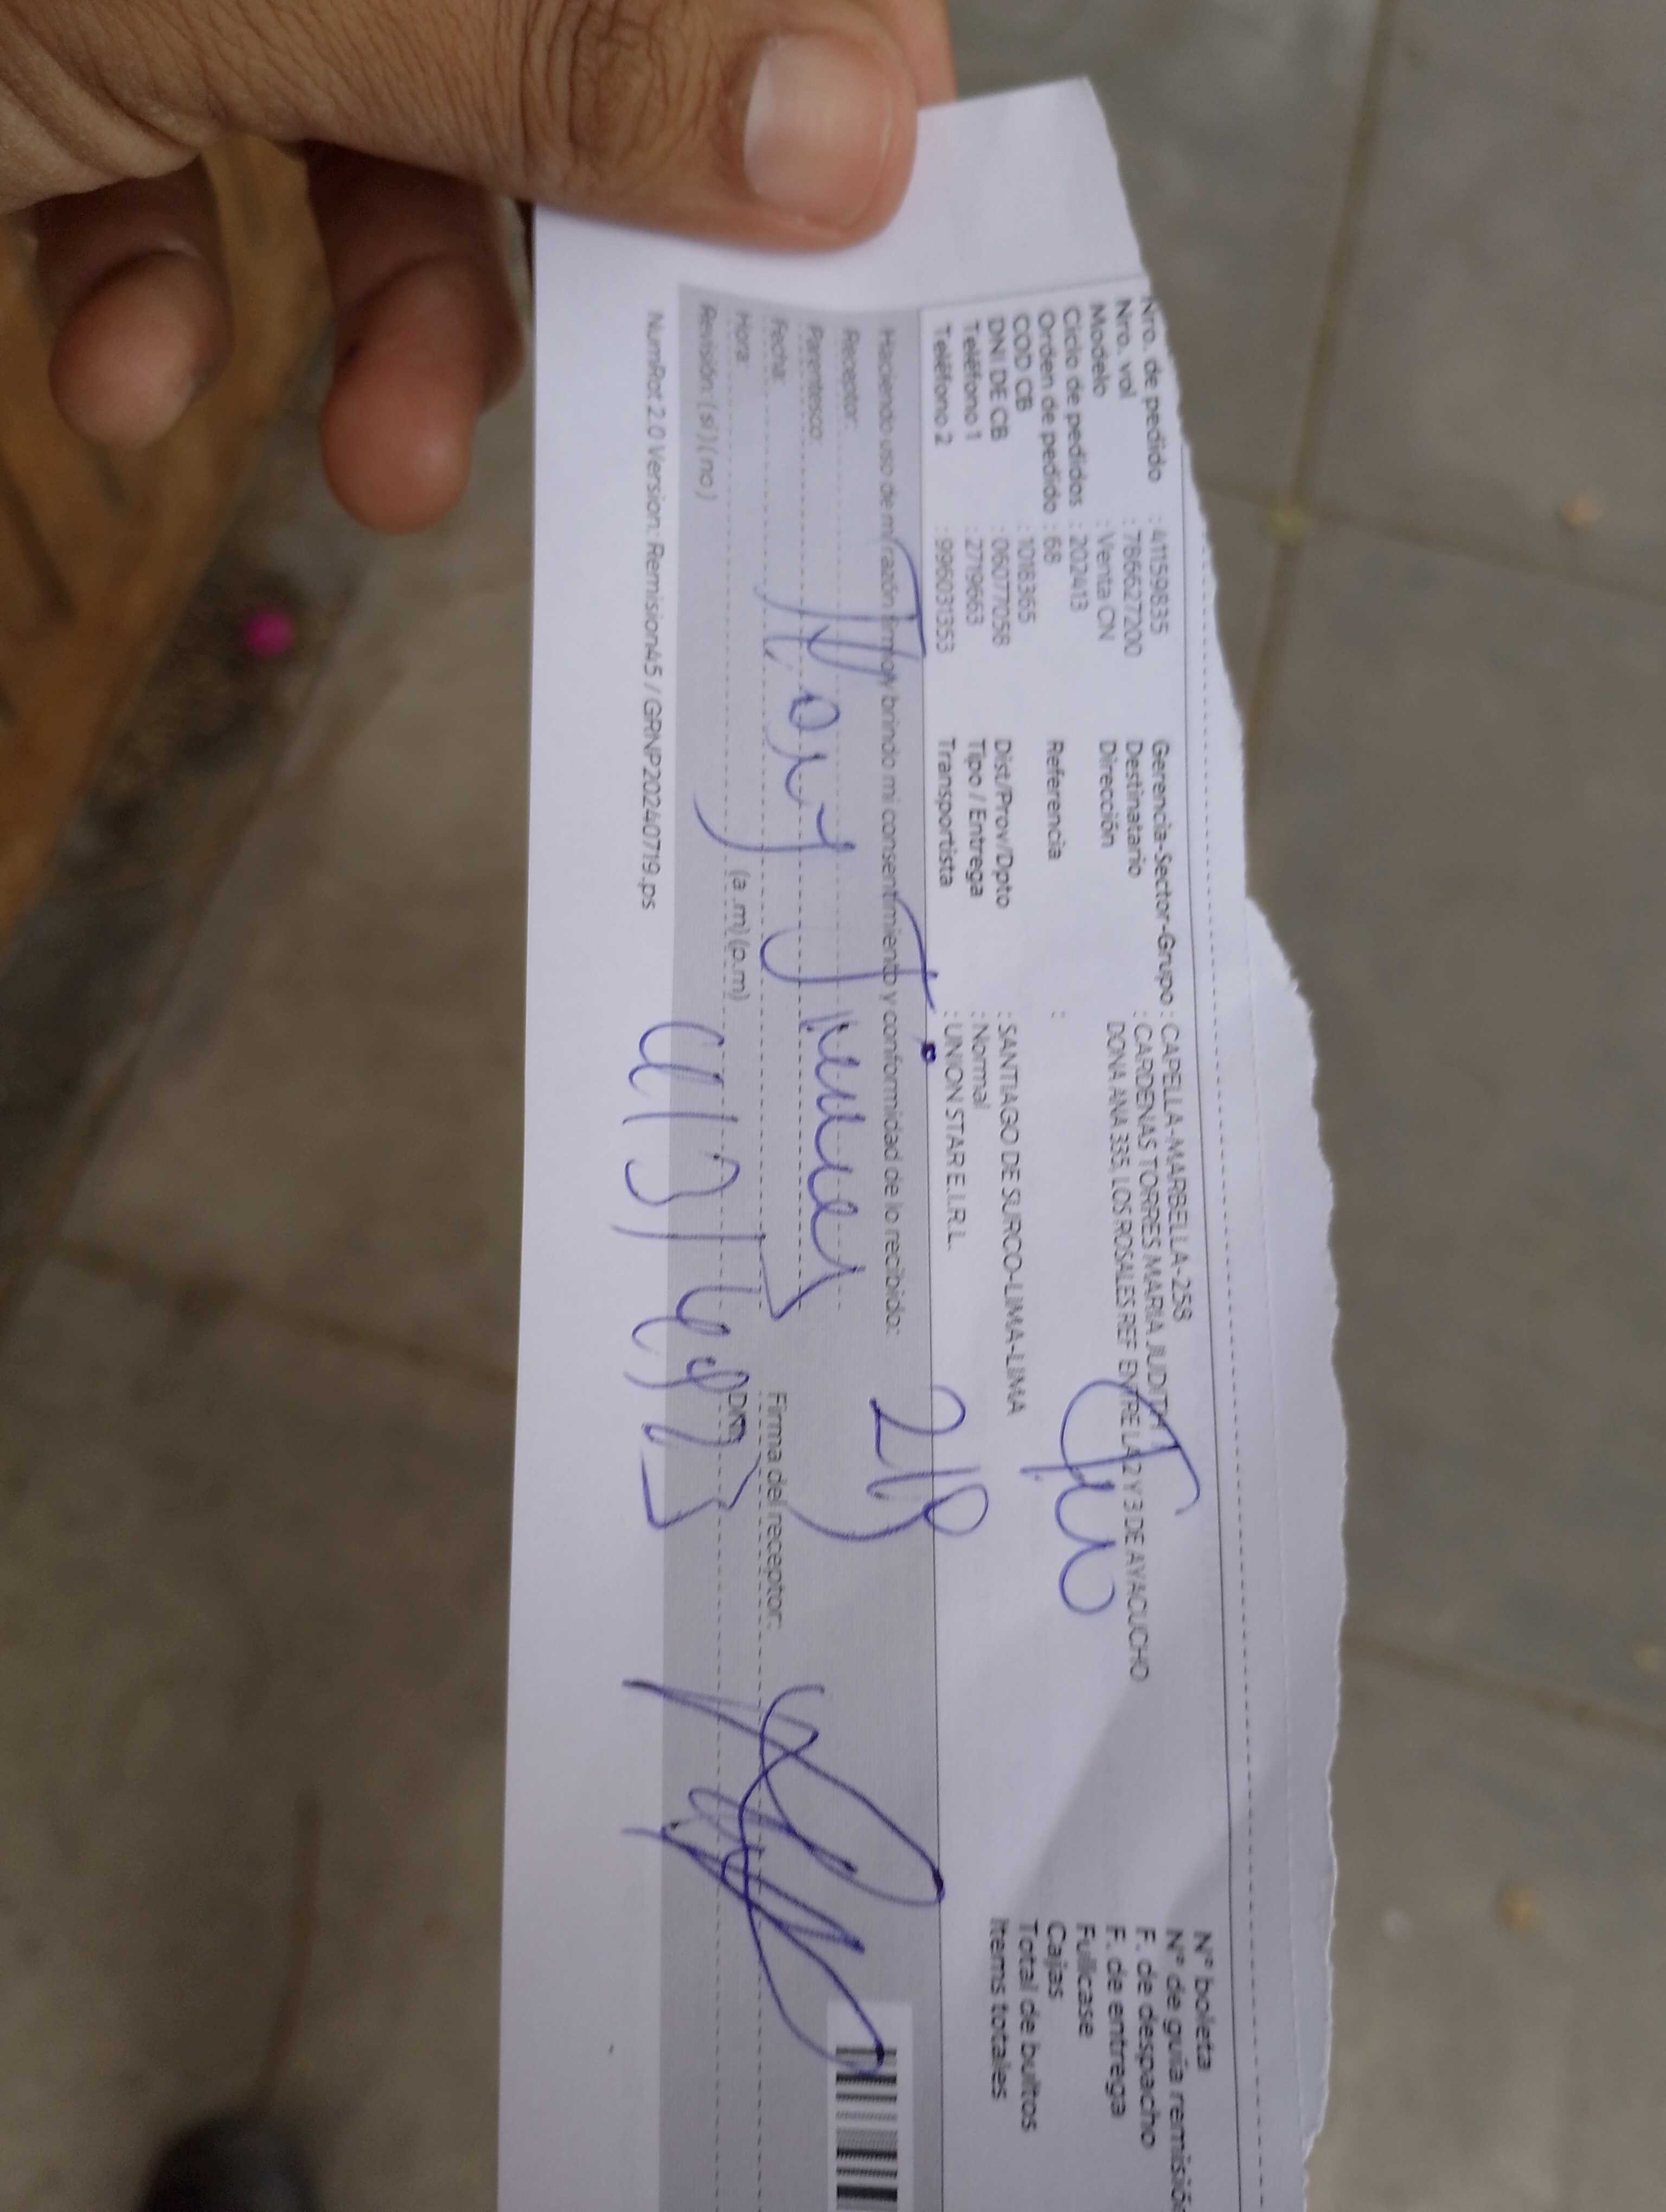 Nro. de pedido : 411598335
Nro. vol : 7866277200
Modelo : Venta CN
Ciclo de pedidos : 202413
Orden de pedido : 68
COD CB : 10183365
DNI DE CB : 06077058
Teléfono 1 : 2719663
Teléfono 2 : 996031353
Gerencia-Sector-Grupo : CAPELLA-MARBELLA-258
Destinatario : CARDENAS TORRES MARIA JUDITH
Dirección DONA ANA 335, LOS ROSALES REF ENTRE LA 2 Y 3 DE AYACUCHO
Referencia :
Dist/Prov/Dpto : SANTIAGO DE SURCO-LIMA-LIMA
Tipo / Entrega : Normal
Transportista : UNION STAR E.I.R.L.
N° boleta
N° de guía remisión
F. de despacho
F. de entrega
Fullcase
Cajas
Total de bultos
Items totales
Haciendo uso de mi razón firmo y brindo mi consentimiento y conformidad de lo recibido:
Receptor:
Parentesco:
Fecha:
Hora: (a.m) (p.m)
Revisión: (si) (no)
Firma del receptor:
DNI
NumRot 2.0 Version: Remision45 / GRNP20240719.ps